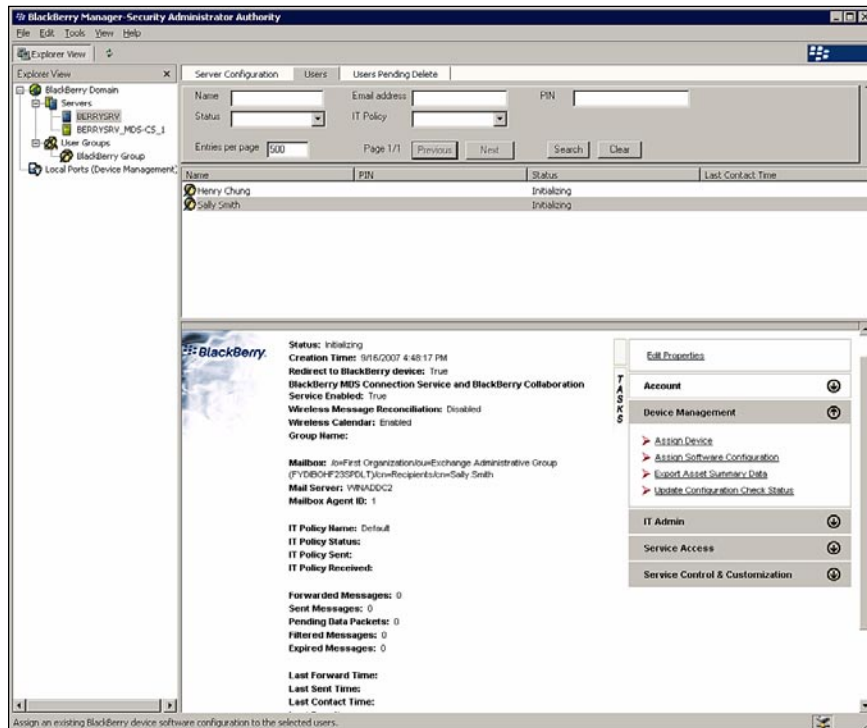 BlackBerry Manager-Security Administrator Authority
File Edit Tools View Help
Explorer View
Explorer View
BlackBerry Domain
Servers
BERRYSRV
BERRYSRV_MDS-CS_1
User Groups
BlackBerry Group
Local Ports (Device Management)
Server Configuration Users Users Pending Delete
Name Email address PIN
Status IT Policy
Entries per page 500 Page 1/1 Previous Next Search Clear
Name PIN Status Last Contact Time
Henry Chung Initializing
Sally Smith Initializing
BlackBerry.
Status: Initializing
Creation Time: 9/16/2007 4:48:17 PM
Redirect to BlackBerry device: True
BlackBerry MDS Connection Service and BlackBerry Collaboration
Service Enabled: True
Wireless Message Reconciliation: Disabled
Wireless Calendar: Enabled
Group Name:
Mailbox: /o=First Organization/ou=Exchange Administrative Group
(FYDIBOHF23SPDLT)/cn=Recipients/cn=Sally.Smith
Mail Server: WINADDC2
Mailbox Agent ID: 1
IT Policy Name: Default
IT Policy Status:
IT Policy Sent:
IT Policy Received:
Forwarded Messages: 0
Sent Messages: 0
Pending Data Packets: 0
Filtered Messages: 0
Expired Messages: 0
Last Forward Time:
Last Sent Time:
Last Contact Time:
TASKS
Edit Properties
Account
Device Management
Assign Device
Assign Software Configuration
Export Asset Summary Data
Update Configuration Check Status
IT Admin
Service Access
Service Control & Customization
Assign an existing BlackBerry device software configuration to the selected users.